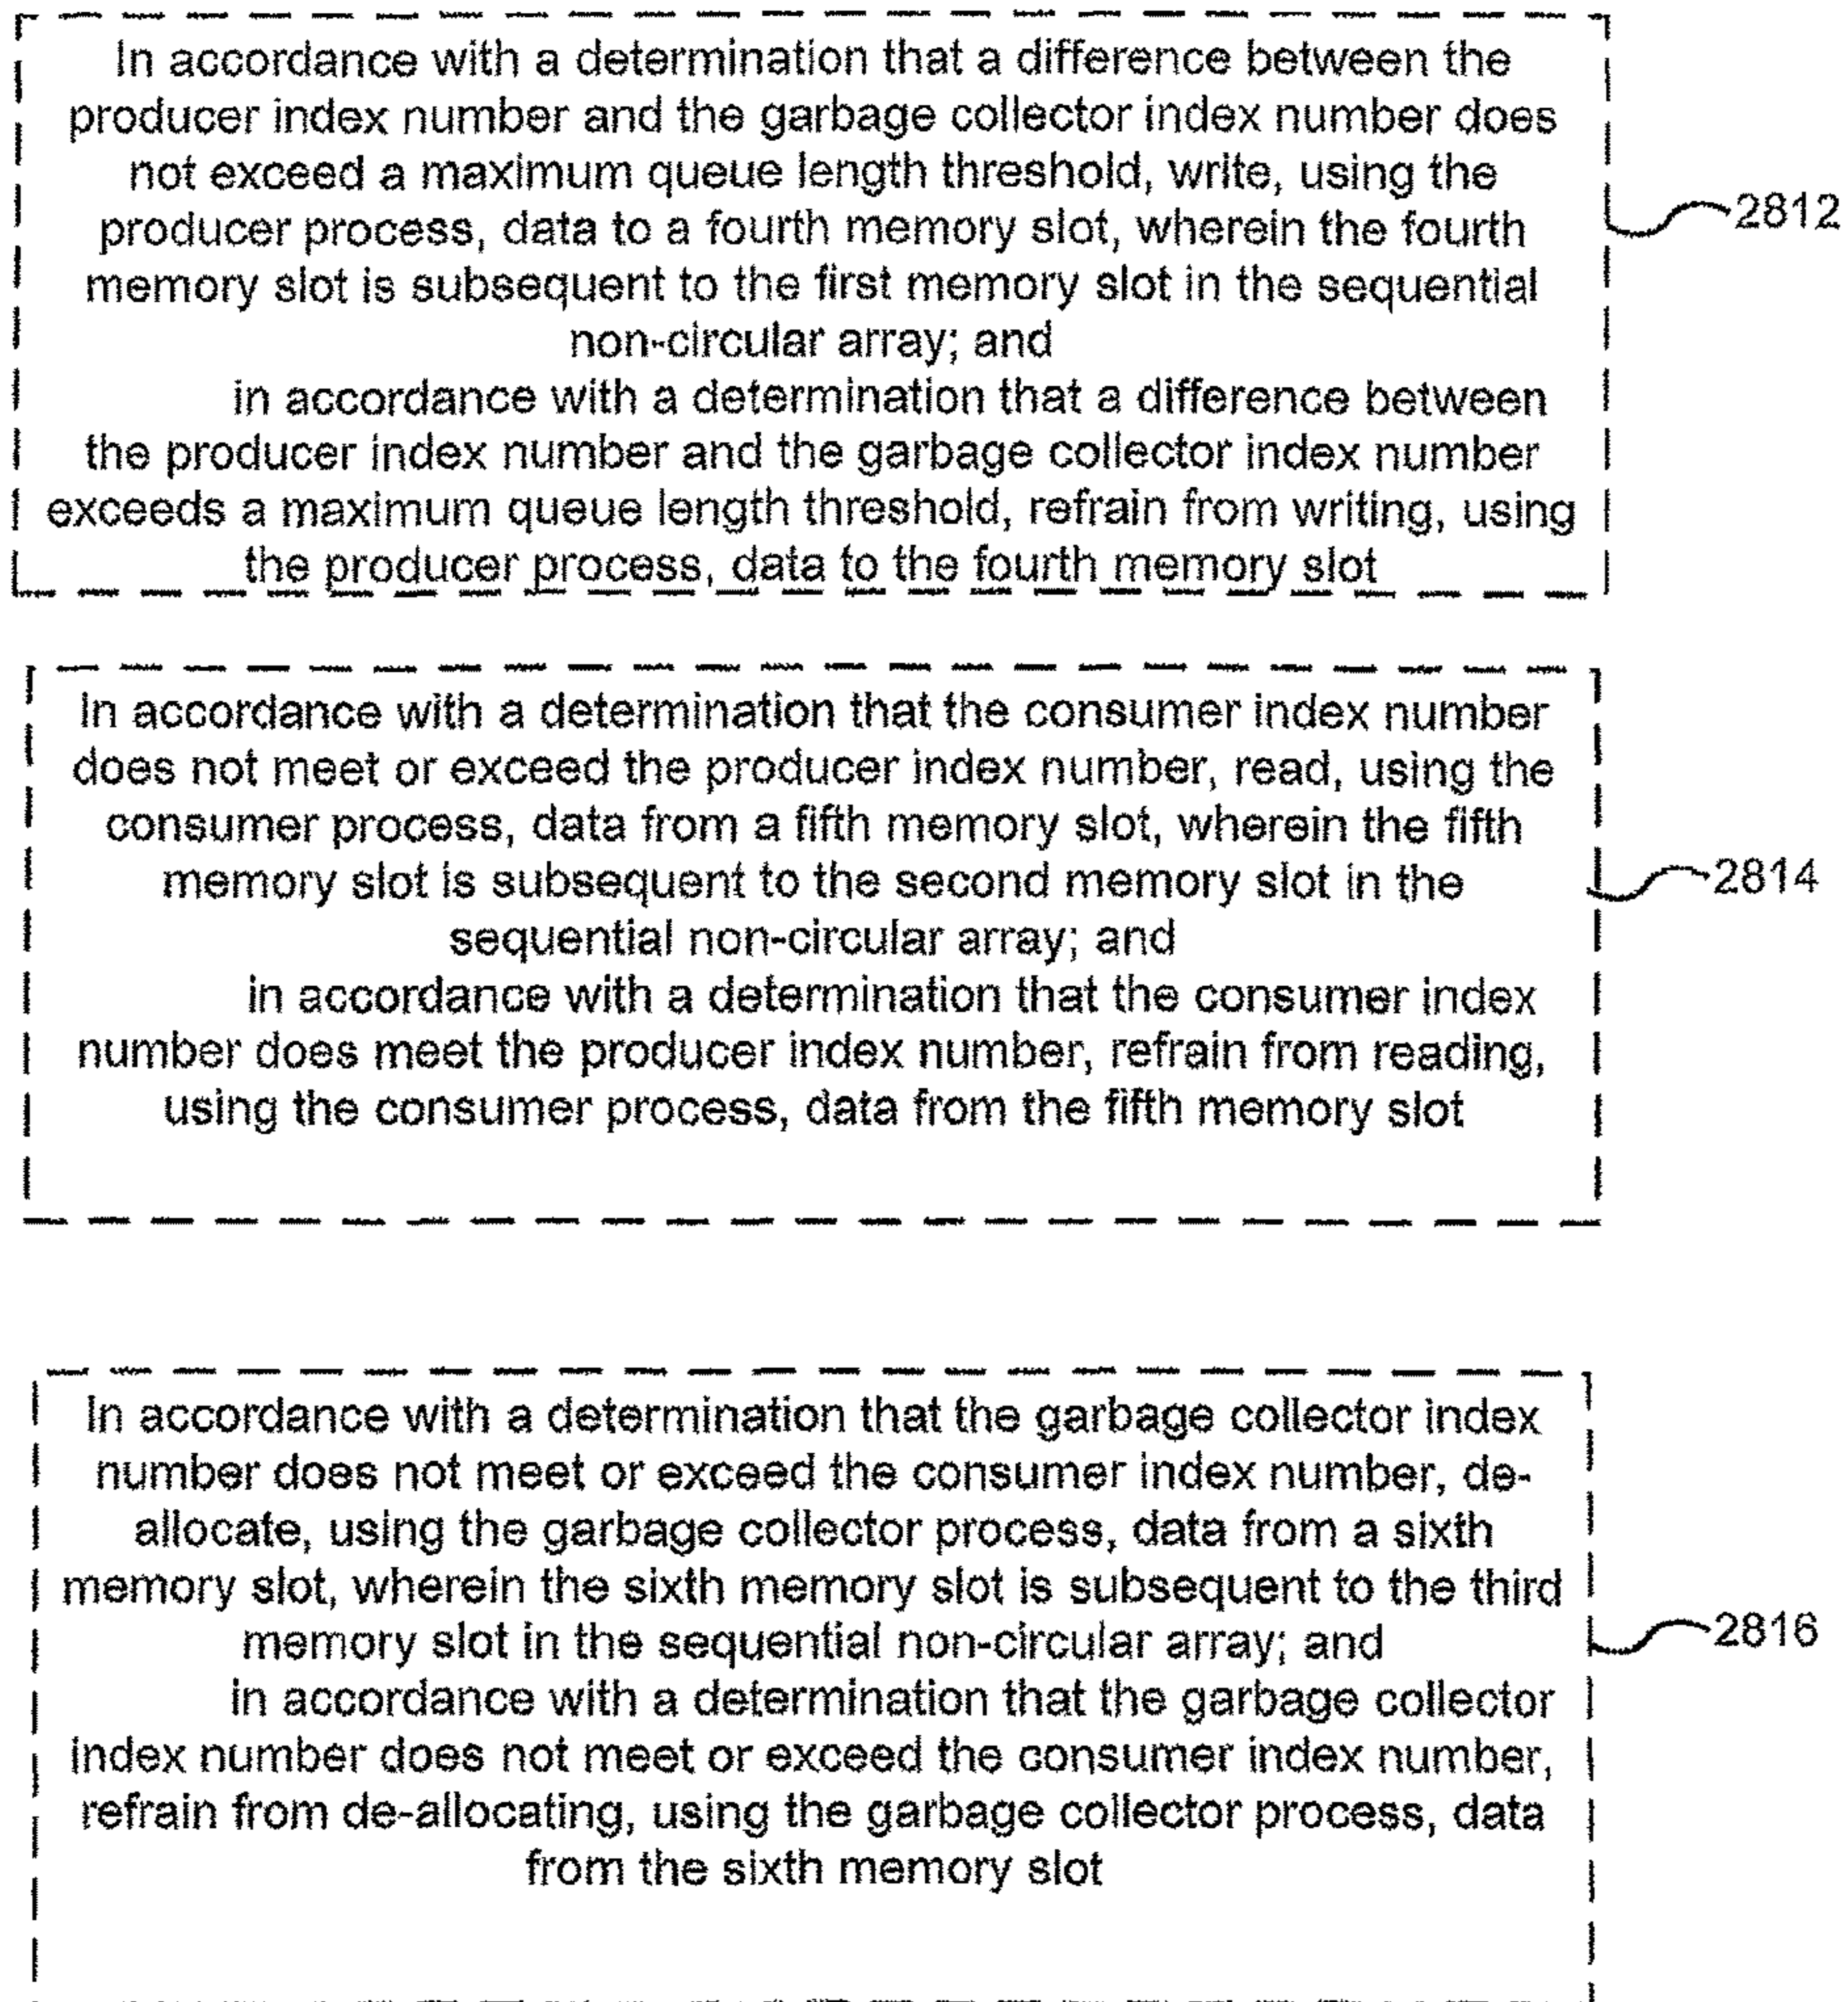 In accordance with a determination that a difference between the
producer index number and the garbage collector index number does
not exceed a maximum queue length threshold, write, using the
producer process, data to a fourth memory slot, wherein the fourth
memory slot is subsequent to the first memory slot in the sequential
non-circular array; and
in accordance with a determination that a difference between
the producer index number and the garbage collector index number
exceeds a maximum queue length threshold, refrain from writing, using
the producer process, data to the fourth memory slot
2812
In accordance with a determination that the consumer index number
does not meet or exceed the producer index number, read, using the
consumer process, data from a fifth memory slot, wherein the fifth
memory slot is subsequent to the second memory slot in the
sequential non-circular array; and
in accordance with a determination that the consumer index
number does meet the producer index number, refrain from reading,
using the consumer process, data from the fifth memory slot
2814
In accordance with a determination that the garbage collector index
number does not meet or exceed the consumer index number, de-
allocate, using the garbage collector process, data from a sixth
memory slot, wherein the sixth memory slot is subsequent to the third
memory slot in the sequential non-circular array; and
in accordance with a determination that the garbage collector
index number does not meet or exceed the consumer index number,
refrain from de-allocating, using the garbage collector process, data
from the sixth memory slot
2816